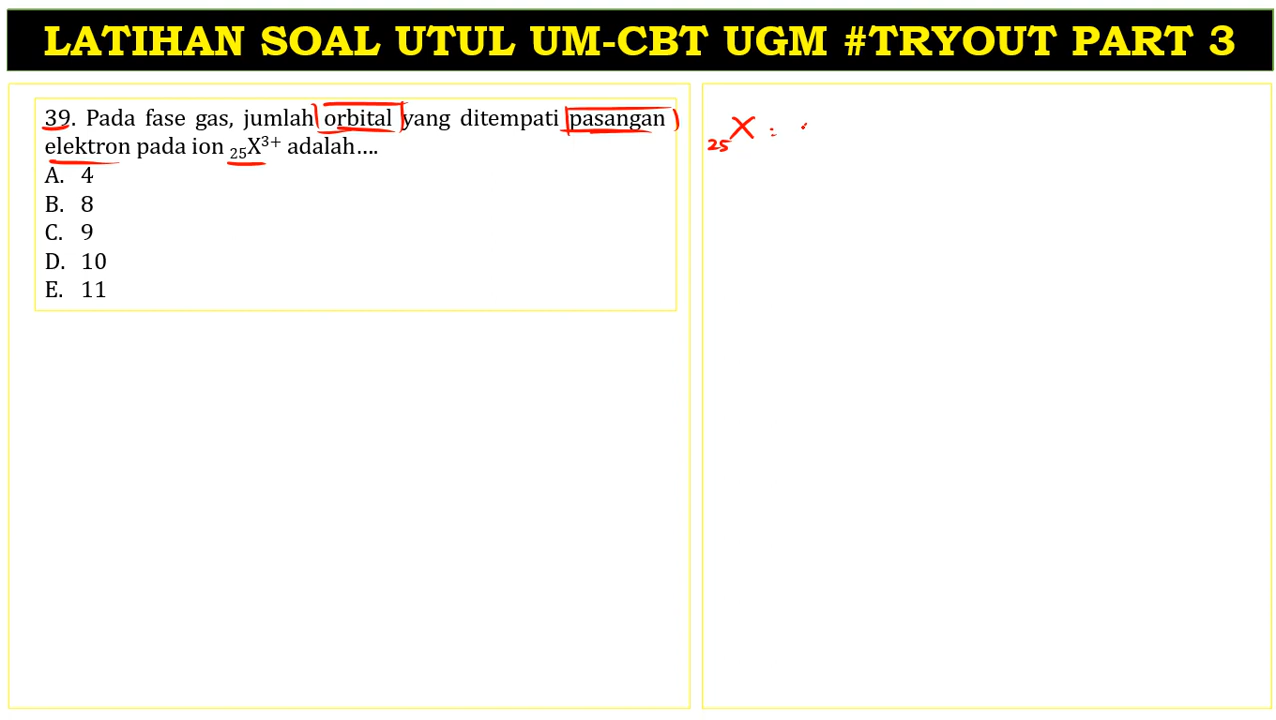 LATIHAN SOAL UTUL UM-CBT UGM #TRYOUT PART 3
39. Pada fase gas, jumlah orbital yang ditempati pasangan
elektron pada ion ₂₅X³⁺ adalah....
A. 4
B. 8
C. 9
D. 10
E. 11
₂₅X :